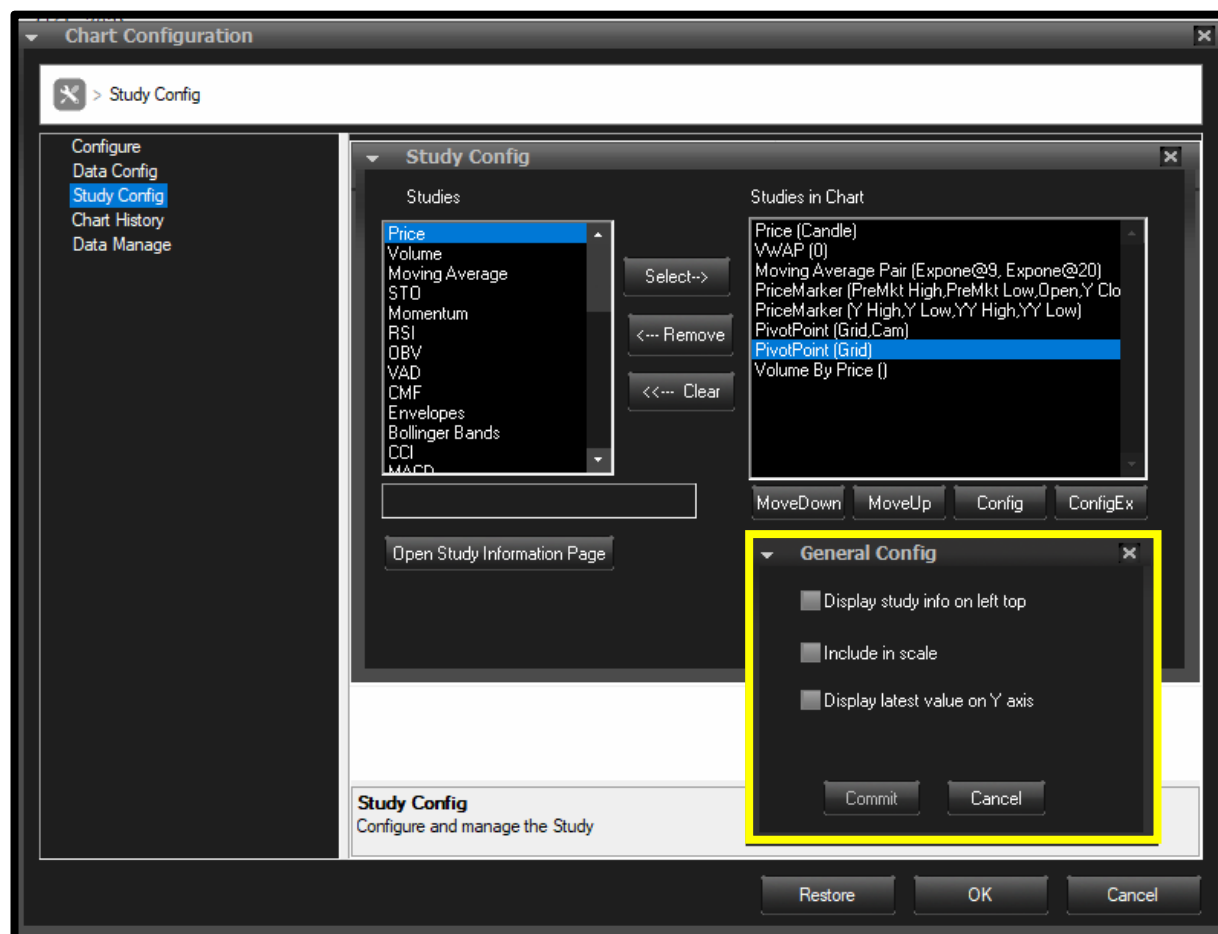 Chart Configuration
> Study Config
Configure
Data Config
Study Config
Chart History
Data Manage
Study Config
Studies
Price
Volume
Moving Average
STO
Momentum
RSI
OBV
VAD
CMF
Envelopes
Bollinger Bands
CCI
MACD
Select-->
<--- Remove
<<--- Clear
Studies in Chart
Price (Candle)
VWAP (0)
Moving Average Pair (Expone@9, Expone@20)
PriceMarker (PreMkt High,PreMkt Low,Open,Y Clo
PriceMarker (Y High,Y Low,YY High,YY Low)
PivotPoint (Grid,Cam)
PivotPoint (Grid)
Volume By Price ()
MoveDown MoveUp Config ConfigEx
Open Study Information Page
General Config
Display study info on left top
Include in scale
Display latest value on Y axis
Commit Cancel
Study Config
Configure and manage the Study
Restore OK Cancel